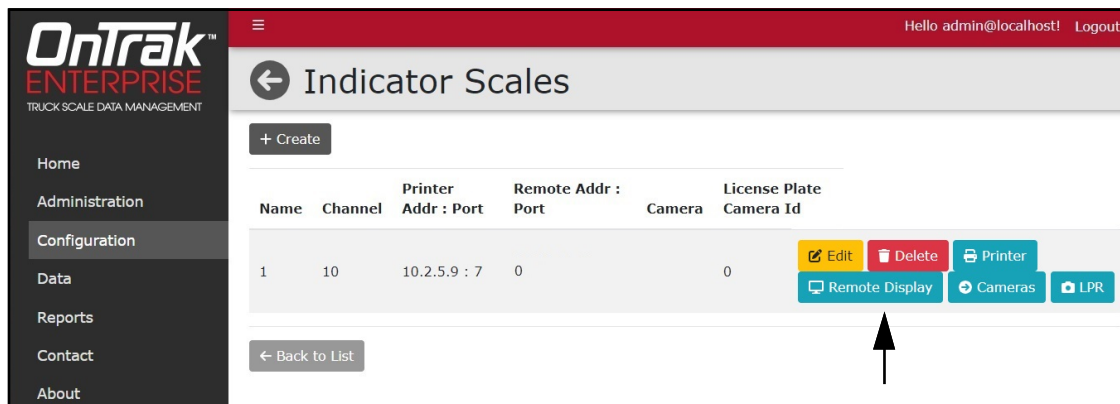 OnTrak™
ENTERPRISE
TRUCK SCALE DATA MANAGEMENT
Home
Administration
Configuration
Data
Reports
Contact
About
Hello admin@localhost! Logout
Indicator Scales
+ Create
Name Channel Printer Addr : Port Remote Addr : Port Camera License Plate Camera Id
1 10 10.2.5.9 : 7 0 0
Edit Delete Printer
Remote Display Cameras LPR
← Back to List